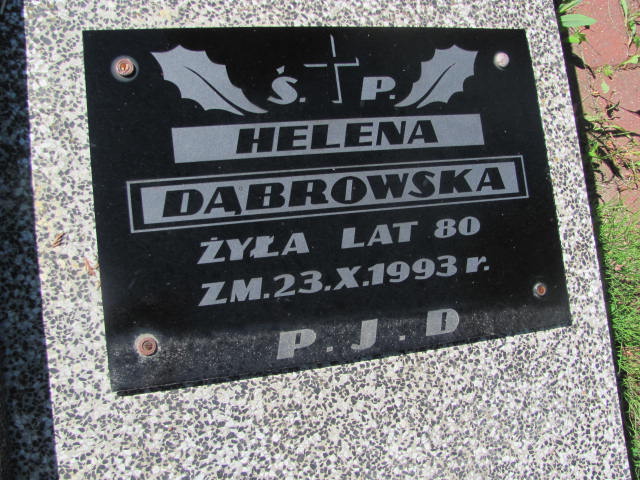 Ś. P.
HELENA
DĄBROWSKA
ŻYŁA LAT 80
ZM. 23.X.1993 r.
P.J.D